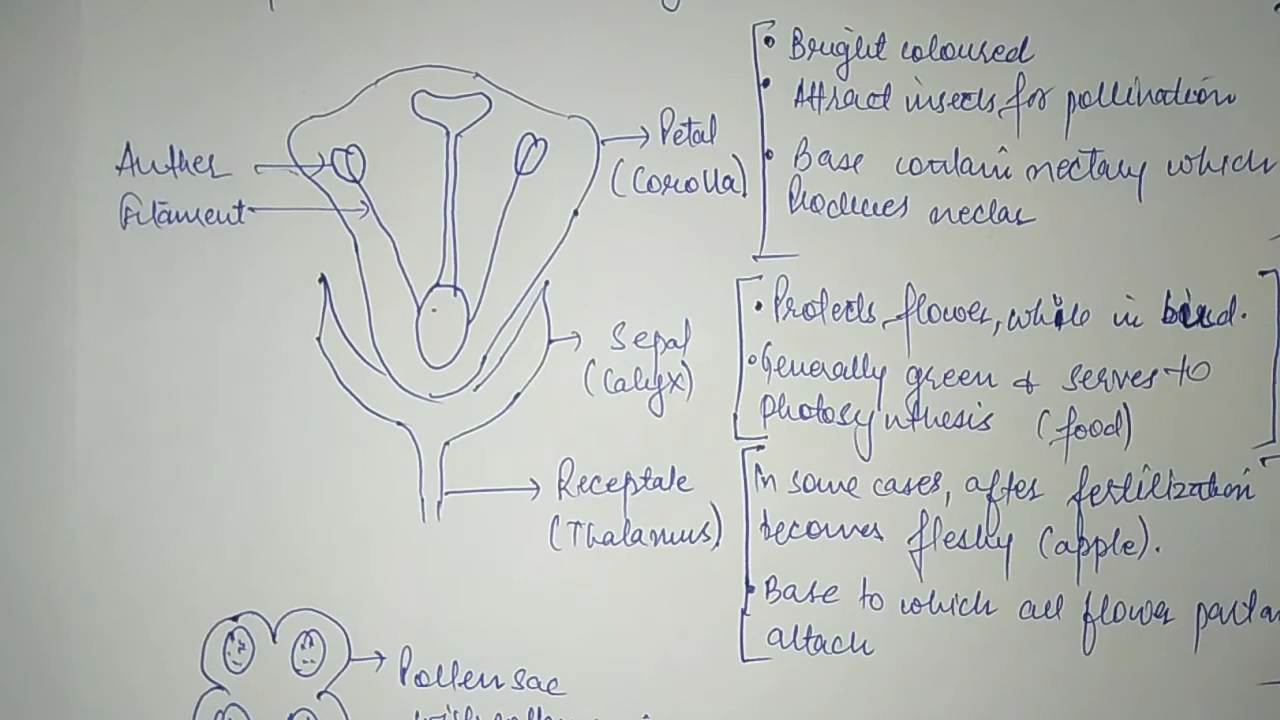 Anther
Filament
Petal
(Corolla)
• Bright coloured
• Attract insects for pollination
• Base contain nectary which
Produces nectar
Sepal
(Calyx)
• Protects flower, while in bud.
• Generally green & serves to
photosynthesis (food)
Receptale
(Thalamus)
In some cases, after fertilization
becomes fleshy (apple).
• Base to which all flower parts
attach
Pollen sac